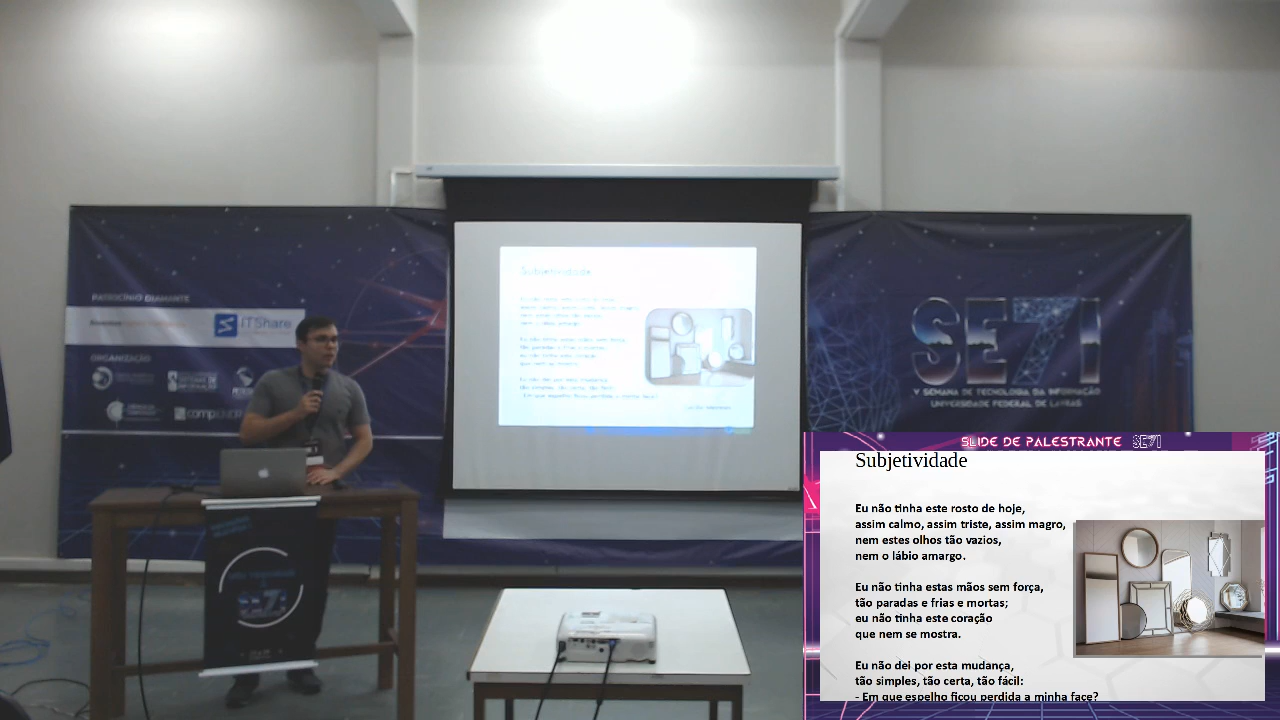 PATROCÍNIO DIAMANTE
ITShare
ORGANIZAÇÃO
Subjetividade
SE7I
V SEMANA DE TECNOLOGIA DA INFORMAÇÃO
UNIVERSIDADE FEDERAL DE LAVRAS
SE7I
SLIDE DE PALESTRANTE SE7I
Subjetividade
Eu não tinha este rosto de hoje,
assim calmo, assim triste, assim magro,
nem estes olhos tão vazios,
nem o lábio amargo.
Eu não tinha estas mãos sem força,
tão paradas e frias e mortas;
eu não tinha este coração
que nem se mostra.
Eu não dei por esta mudança,
tão simples, tão certa, tão fácil:
- Em que espelho ficou perdida a minha face?